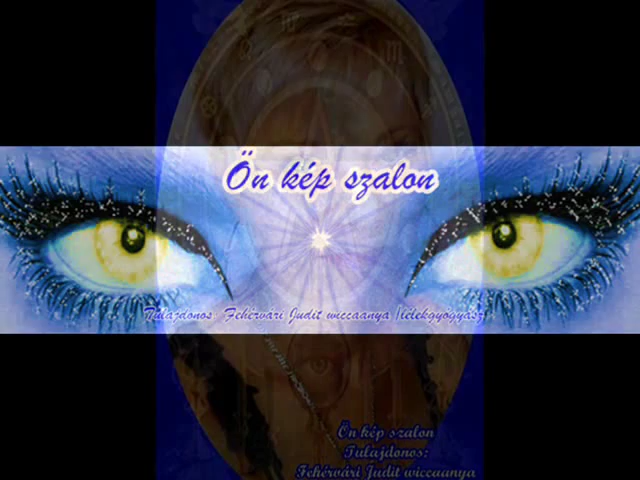 Ön kép szalon
Tulajdonos Fehérvári Judit wiccaanya /lélekgyógyász
Ön kép szalon
Tulajdonos:
Fehérvári Judit wiccaanya